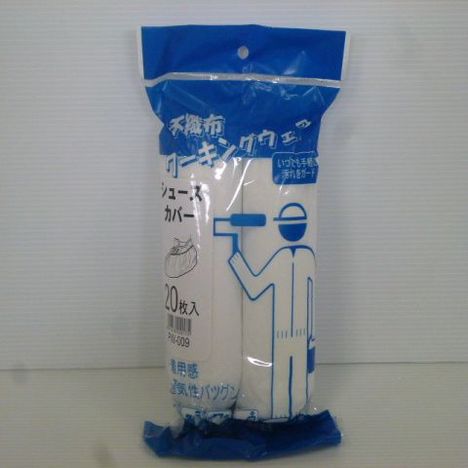 不織布
ワーキングウェア
いつでも手軽に
汚れをガード
シューズ
カバー
20枚入
PW-009
着用感
通気性バツグン